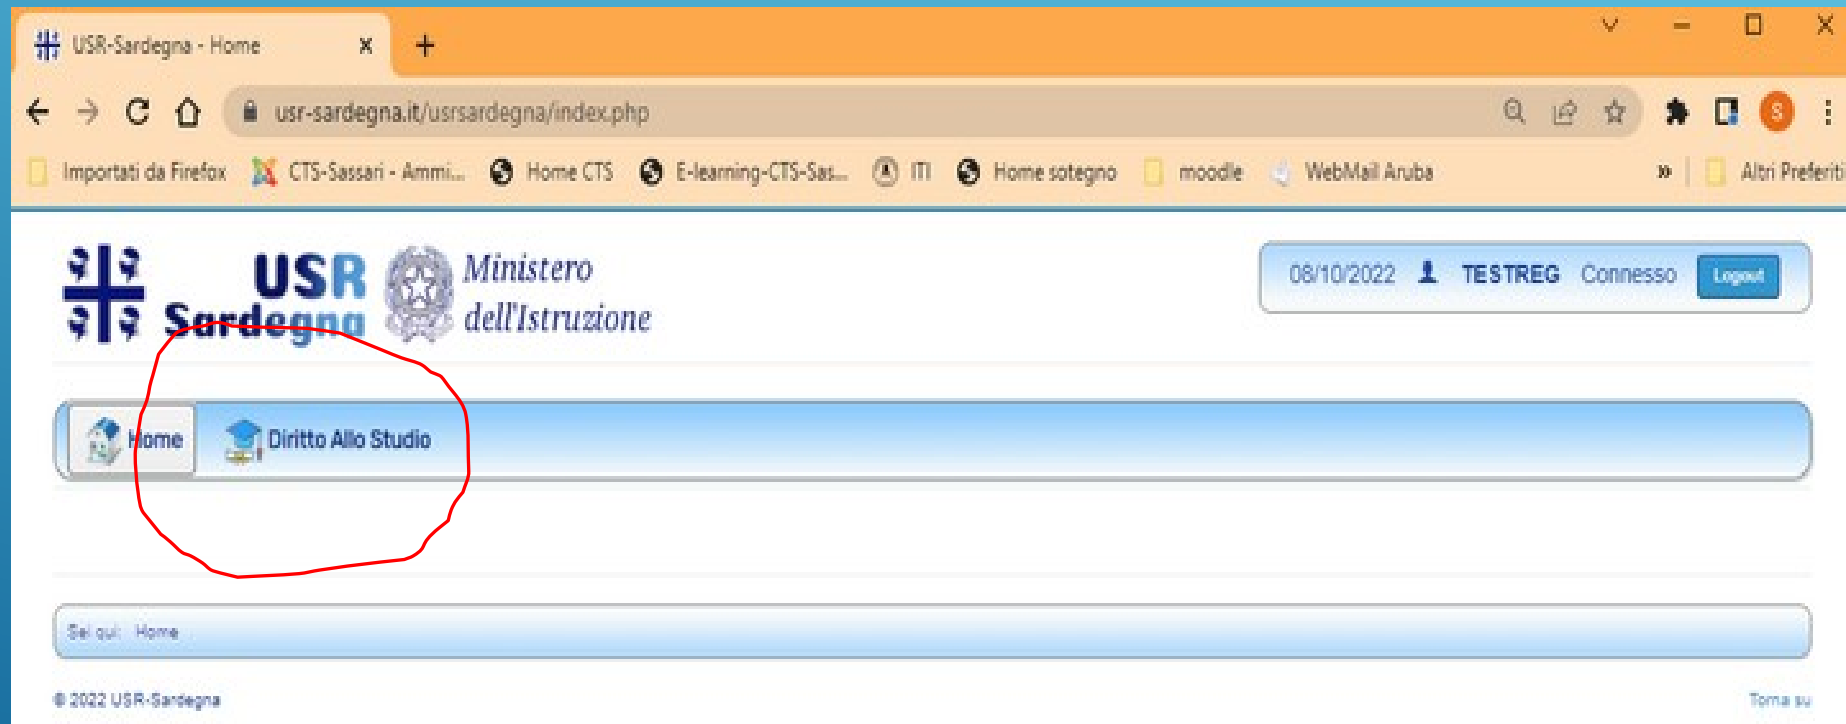 USR-Sardegna - Home
usr-sardegna.it/usrsardegna/index.php
S
Importati da Firefox CTS-Sassari - Ammi... Home CTS E-learning-CTS-Sas... ITI Home sotegno moodle WebMail Aruba » Altri Preferiti
USR Sardegna
Ministero
dell'Istruzione
08/10/2022 TESTREG Connesso Logout
Home Diritto Allo Studio
Sei qui: Home
© 2022 USR-Sardegna Torna su